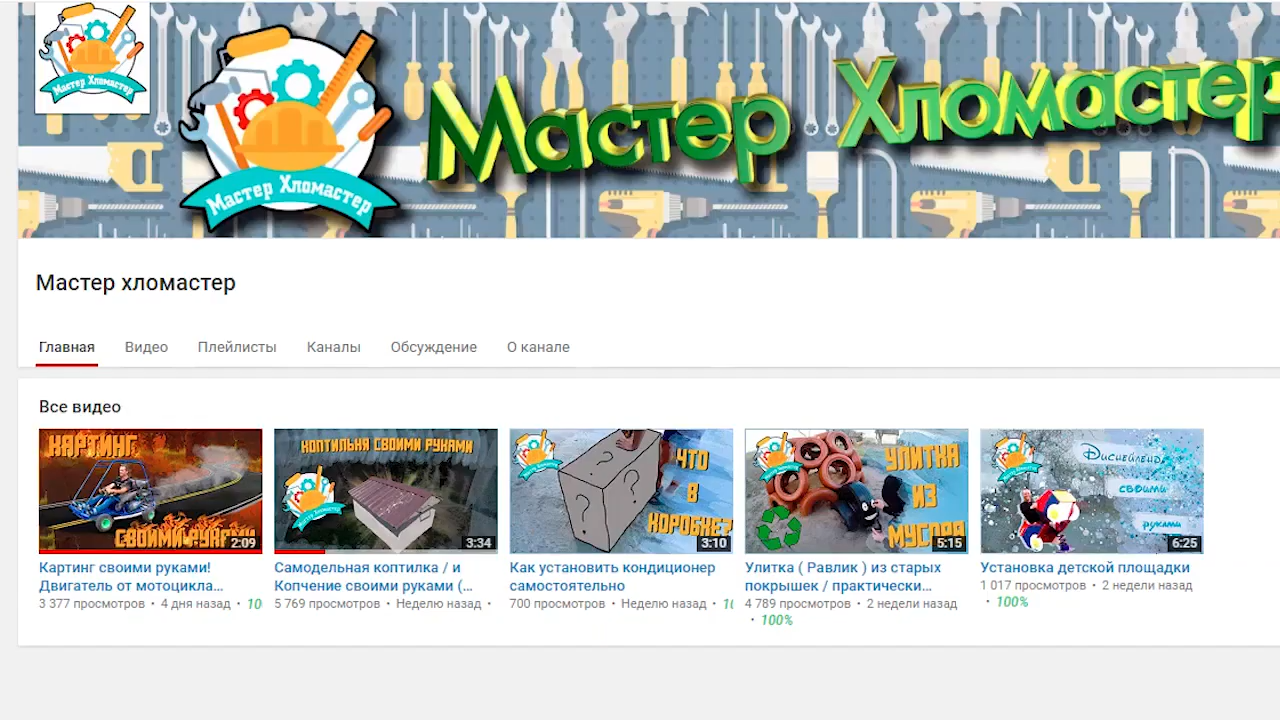 Мастер Хломастер
Мастер Хломастер
Мастер Хломастер
Мастер хломастер
Главная Видео Плейлисты Каналы Обсуждение О канале
Все видео
КАРТИНГ
СВОИМИ РУКАМИ
2:09
КОПТИЛЬНЯ СВОИМИ РУКАМИ
Мастер Хломастер
3:34
ЧТО
В
КОРОБКЕ?
3:10
УЛИТКА
ИЗ
МУСОРА
5:15
Диснейленд
своими
руками
6:25
Картинг своими руками!
Двигатель от мотоцикла…
3 377 просмотров • 4 дня назад • 10
Самодельная коптилка / и
Копчение своими руками (…
5 769 просмотров • Неделю назад •
Как установить кондиционер
самостоятельно
700 просмотров • Неделю назад • 10
Улитка ( Равлик ) из старых
покрышек / практически…
4 789 просмотров • 2 недели назад
• 100%
Установка детской площадки
1 017 просмотров • 2 недели назад
• 100%